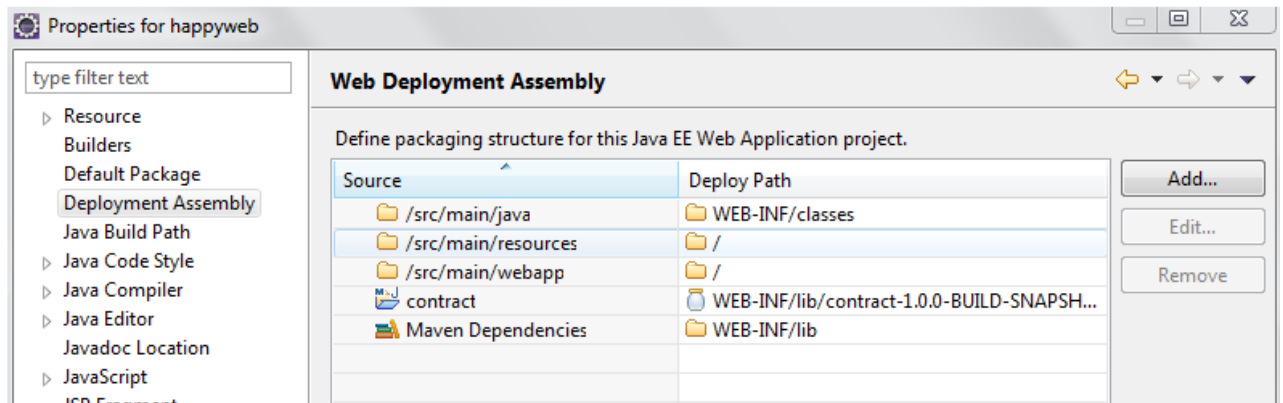 Properties for happyweb
type filter text
Resource
Builders
Default Package
Deployment Assembly
Java Build Path
Java Code Style
Java Compiler
Java Editor
Javadoc Location
JavaScript
JSP Fragment
Web Deployment Assembly
Define packaging structure for this Java EE Web Application project.
Source Deploy Path
/src/main/java WEB-INF/classes
/src/main/resources /
/src/main/webapp /
contract WEB-INF/lib/contract-1.0.0-BUILD-SNAPSH...
Maven Dependencies WEB-INF/lib
Add...
Edit...
Remove